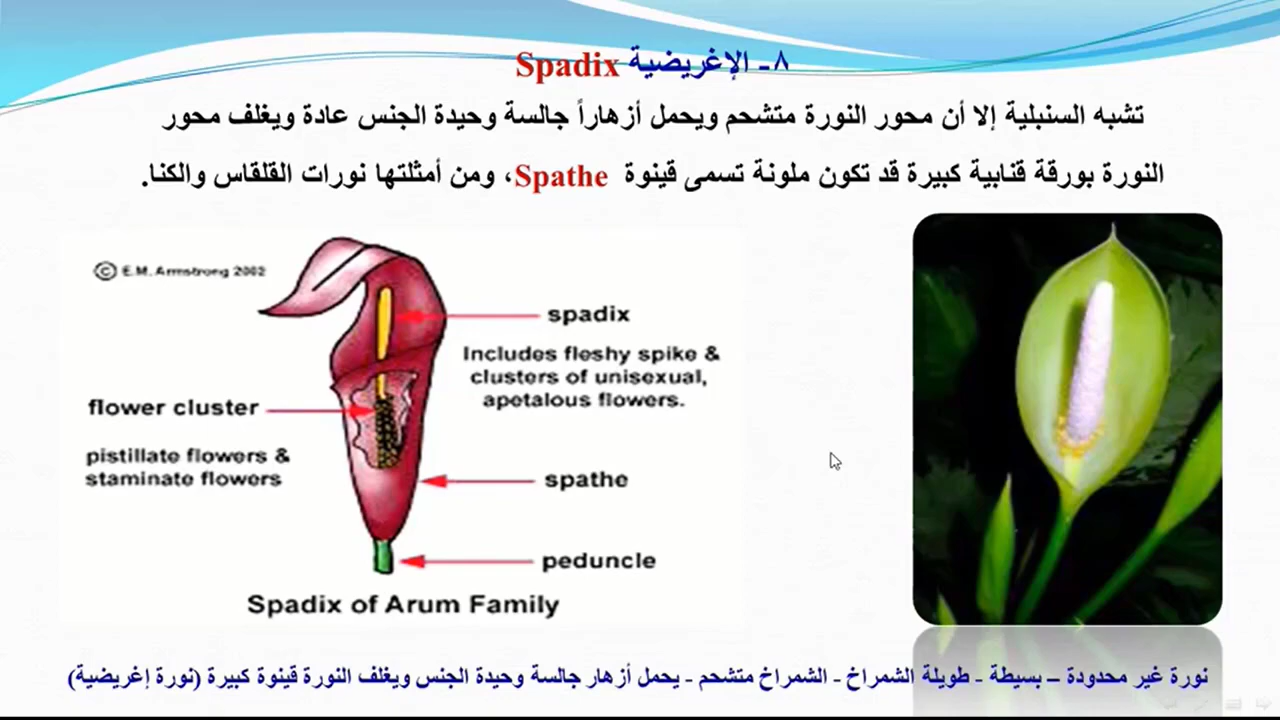 ٨- الإغريضية Spadix
تشبه السنبلية إلا أن محور النورة متشحم ويحمل أزهاراً جالسة وحيدة الجنس عادة ويغلف محور
النورة بورقة قنابية كبيرة قد تكون ملونة تسمى قينوة Spathe، ومن أمثلتها نورات القلقاس والكنا.
© E.M. Armstrong 2002
spadix
Includes fleshy spike &
clusters of unisexual,
apetalous flowers.
flower cluster
pistillate flowers &
staminate flowers
spathe
peduncle
Spadix of Arum Family
نورة غير محدودة – بسيطة - طويلة الشمراخ - الشمراخ متشحم - يحمل أزهار جالسة وحيدة الجنس ويغلف النورة قينوة كبيرة (نورة إغريضية)